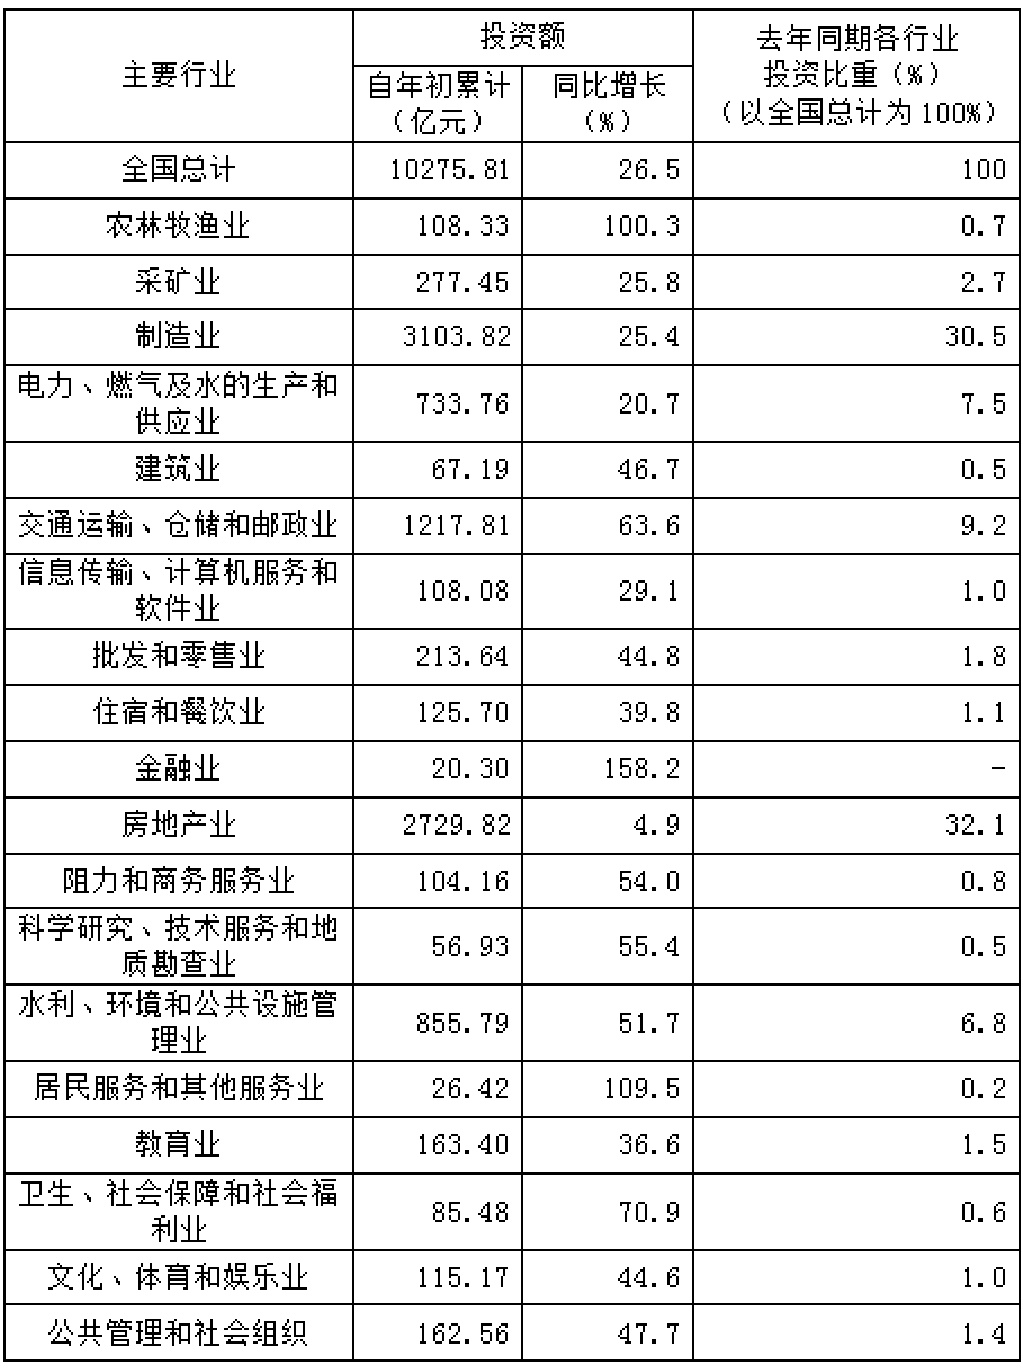 主要行业 投资额 去年同期各行业
投资比重（%）
（以全国总计为100%）
自年初累计
（亿元） 同比增长
（%）
全国总计 10275.81 26.5 100
农林牧渔业 108.33 100.3 0.7
采矿业 277.45 25.8 2.7
制造业 3103.82 25.4 30.5
电力、燃气及水的生产和
供应业 733.76 20.7 7.5
建筑业 67.19 46.7 0.5
交通运输、仓储和邮政业 1217.81 63.6 9.2
信息传输、计算机服务和
软件业 108.08 29.1 1.0
批发和零售业 213.64 44.8 1.8
住宿和餐饮业 125.70 39.8 1.1
金融业 20.30 158.2 -
房地产业 2729.82 4.9 32.1
阻力和商务服务业 104.16 54.0 0.8
科学研究、技术服务和地
质勘查业 56.93 55.4 0.5
水利、环境和公共设施管
理业 855.79 51.7 6.8
居民服务和其他服务业 26.42 109.5 0.2
教育业 163.40 36.6 1.5
卫生、社会保障和社会福
利业 85.48 70.9 0.6
文化、体育和娱乐业 115.17 44.6 1.0
公共管理和社会组织 162.56 47.7 1.4